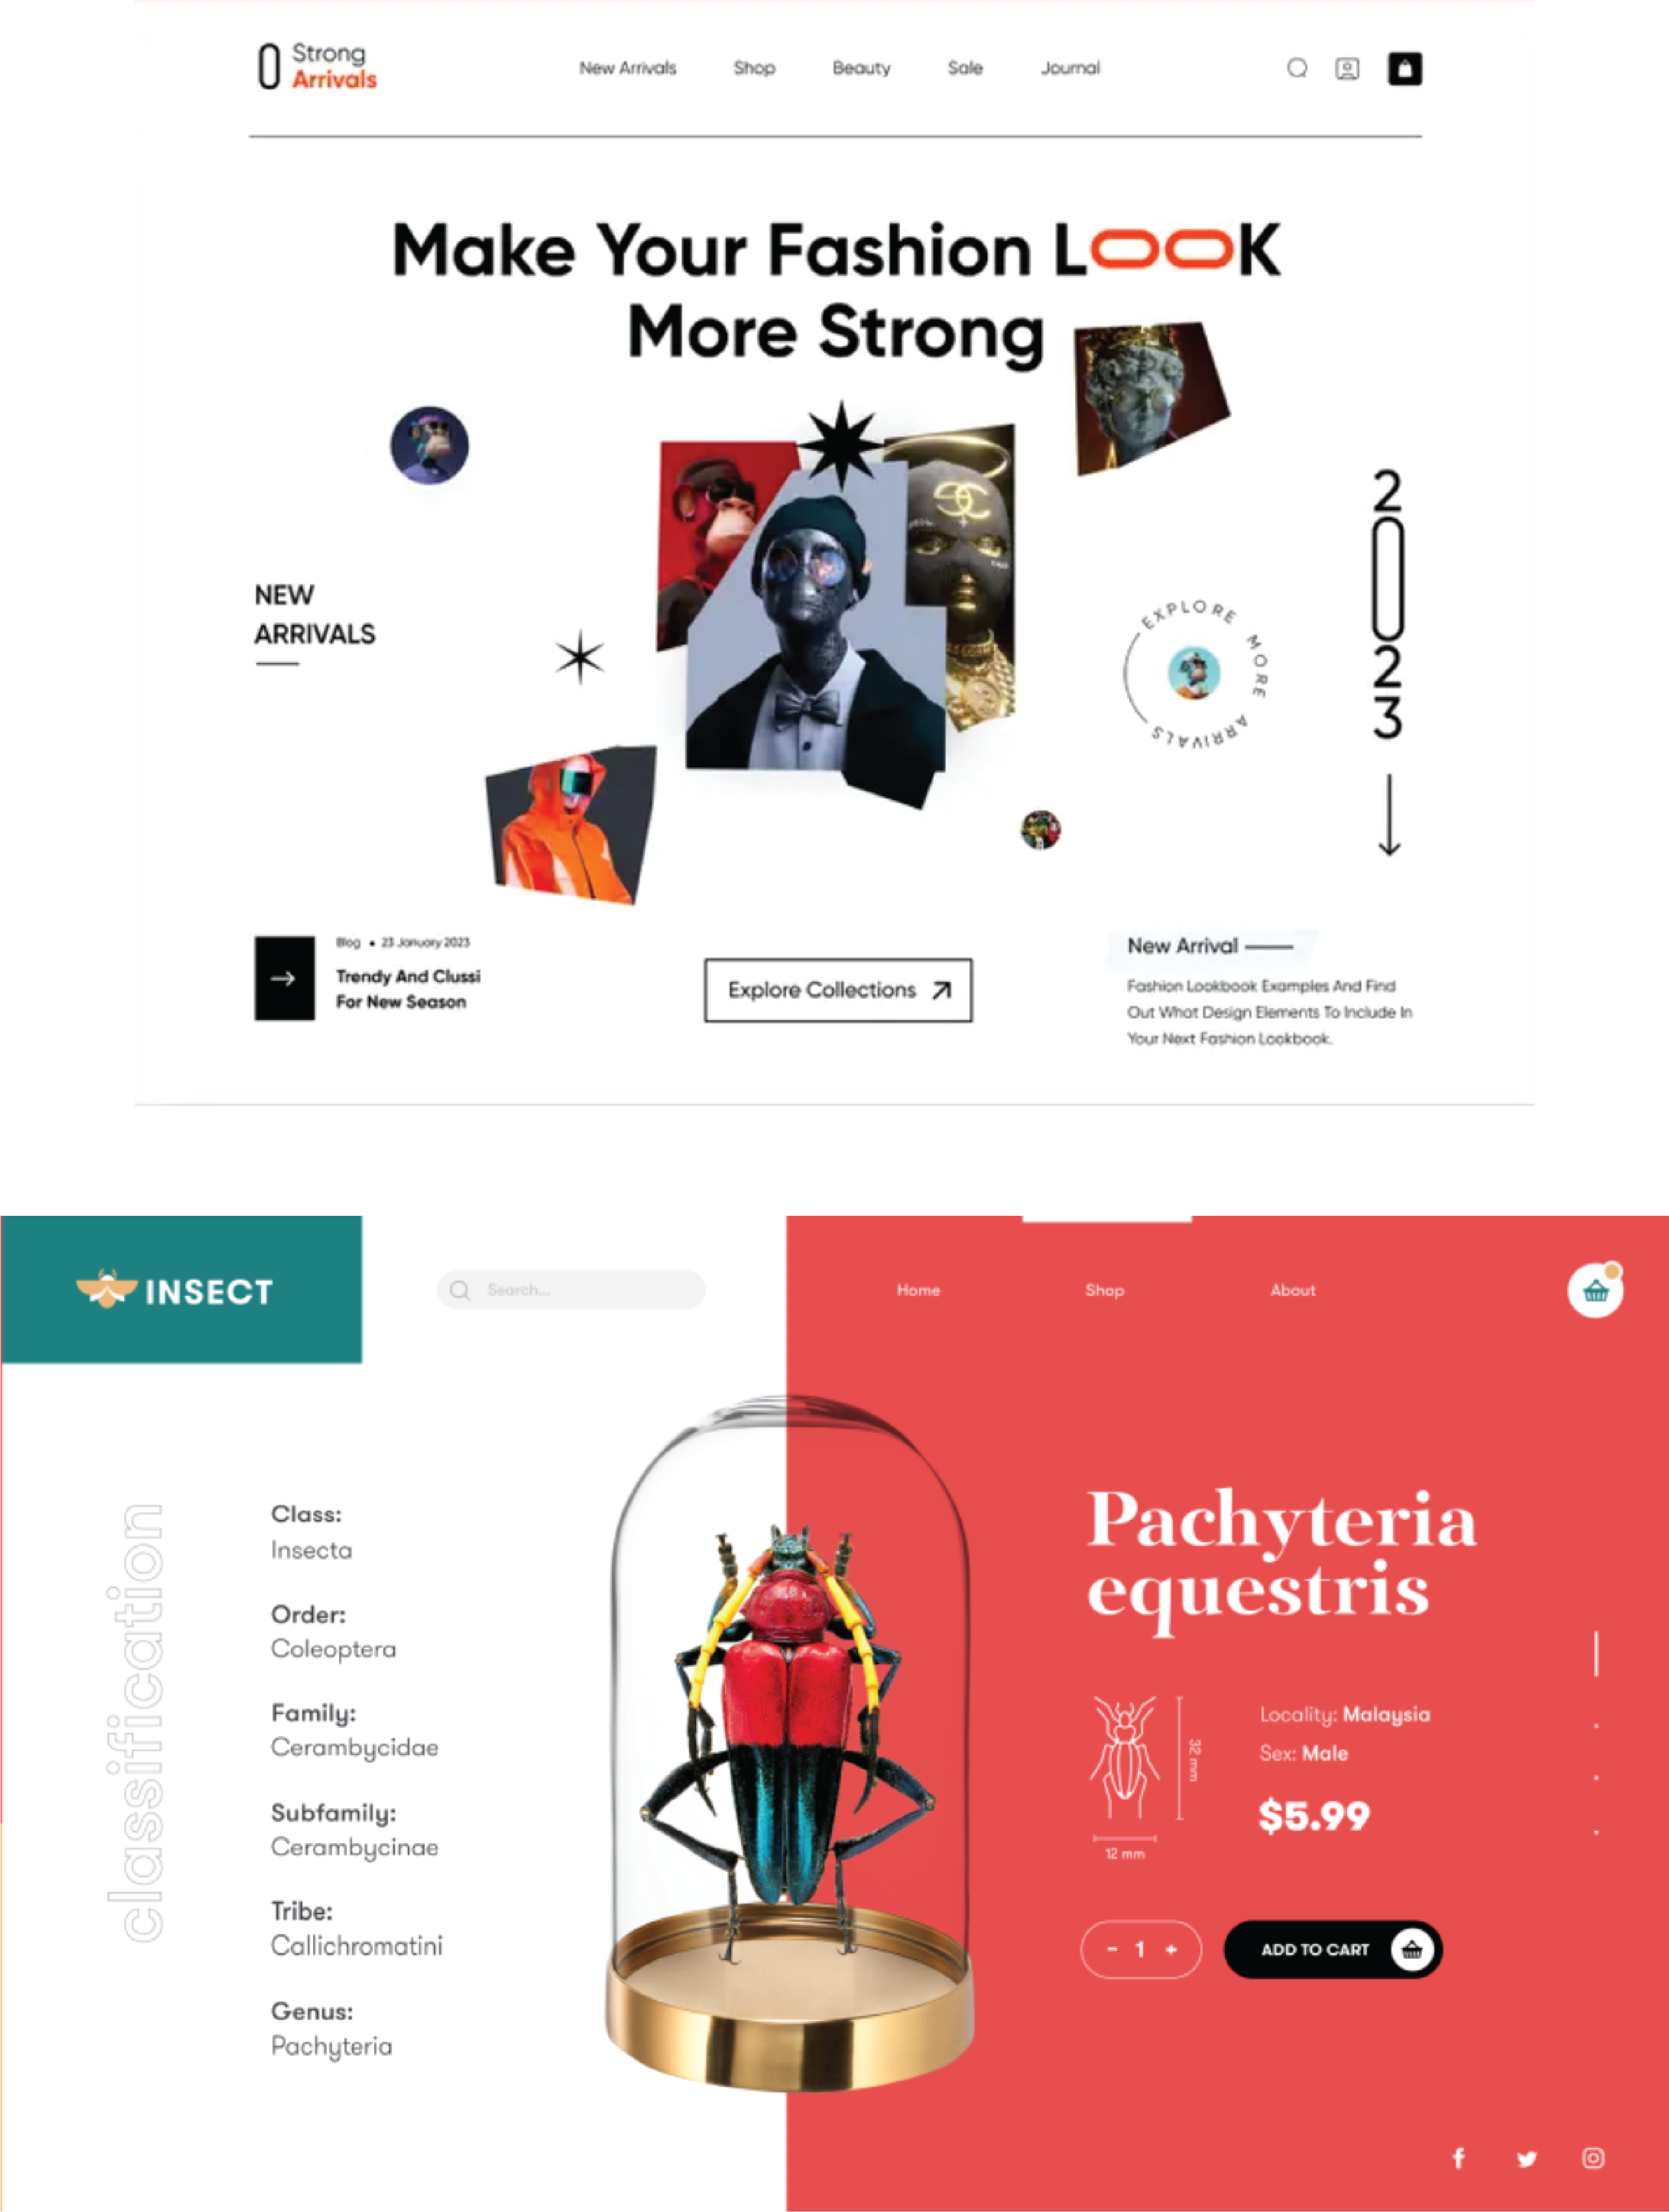 Strong
Arrivals
New Arrivals
Shop
Beauty
Sale
Journal
Make Your Fashion LOOK
More Strong
NEW
ARRIVALS
EXPLORE MORE ARRIVALS
2
0
2
3
Blog • 23 January 2023
Trendy And Clussi
For New Season
Explore Collections
New Arrival
Fashion Lookbook Examples And Find
Out What Design Elements To Include In
Your Next Fashion Lookbook.
INSECT
Search...
Home
Shop
About
classification
Class:
Insecta
Order:
Coleoptera
Family:
Cerambycidae
Subfamily:
Cerambycinae
Tribe:
Callichromatini
Genus:
Pachyteria
Pachyteria
equestris
32 mm
12 mm
Locality: Malaysia
Sex: Male
$5.99
- 1 +
ADD TO CART